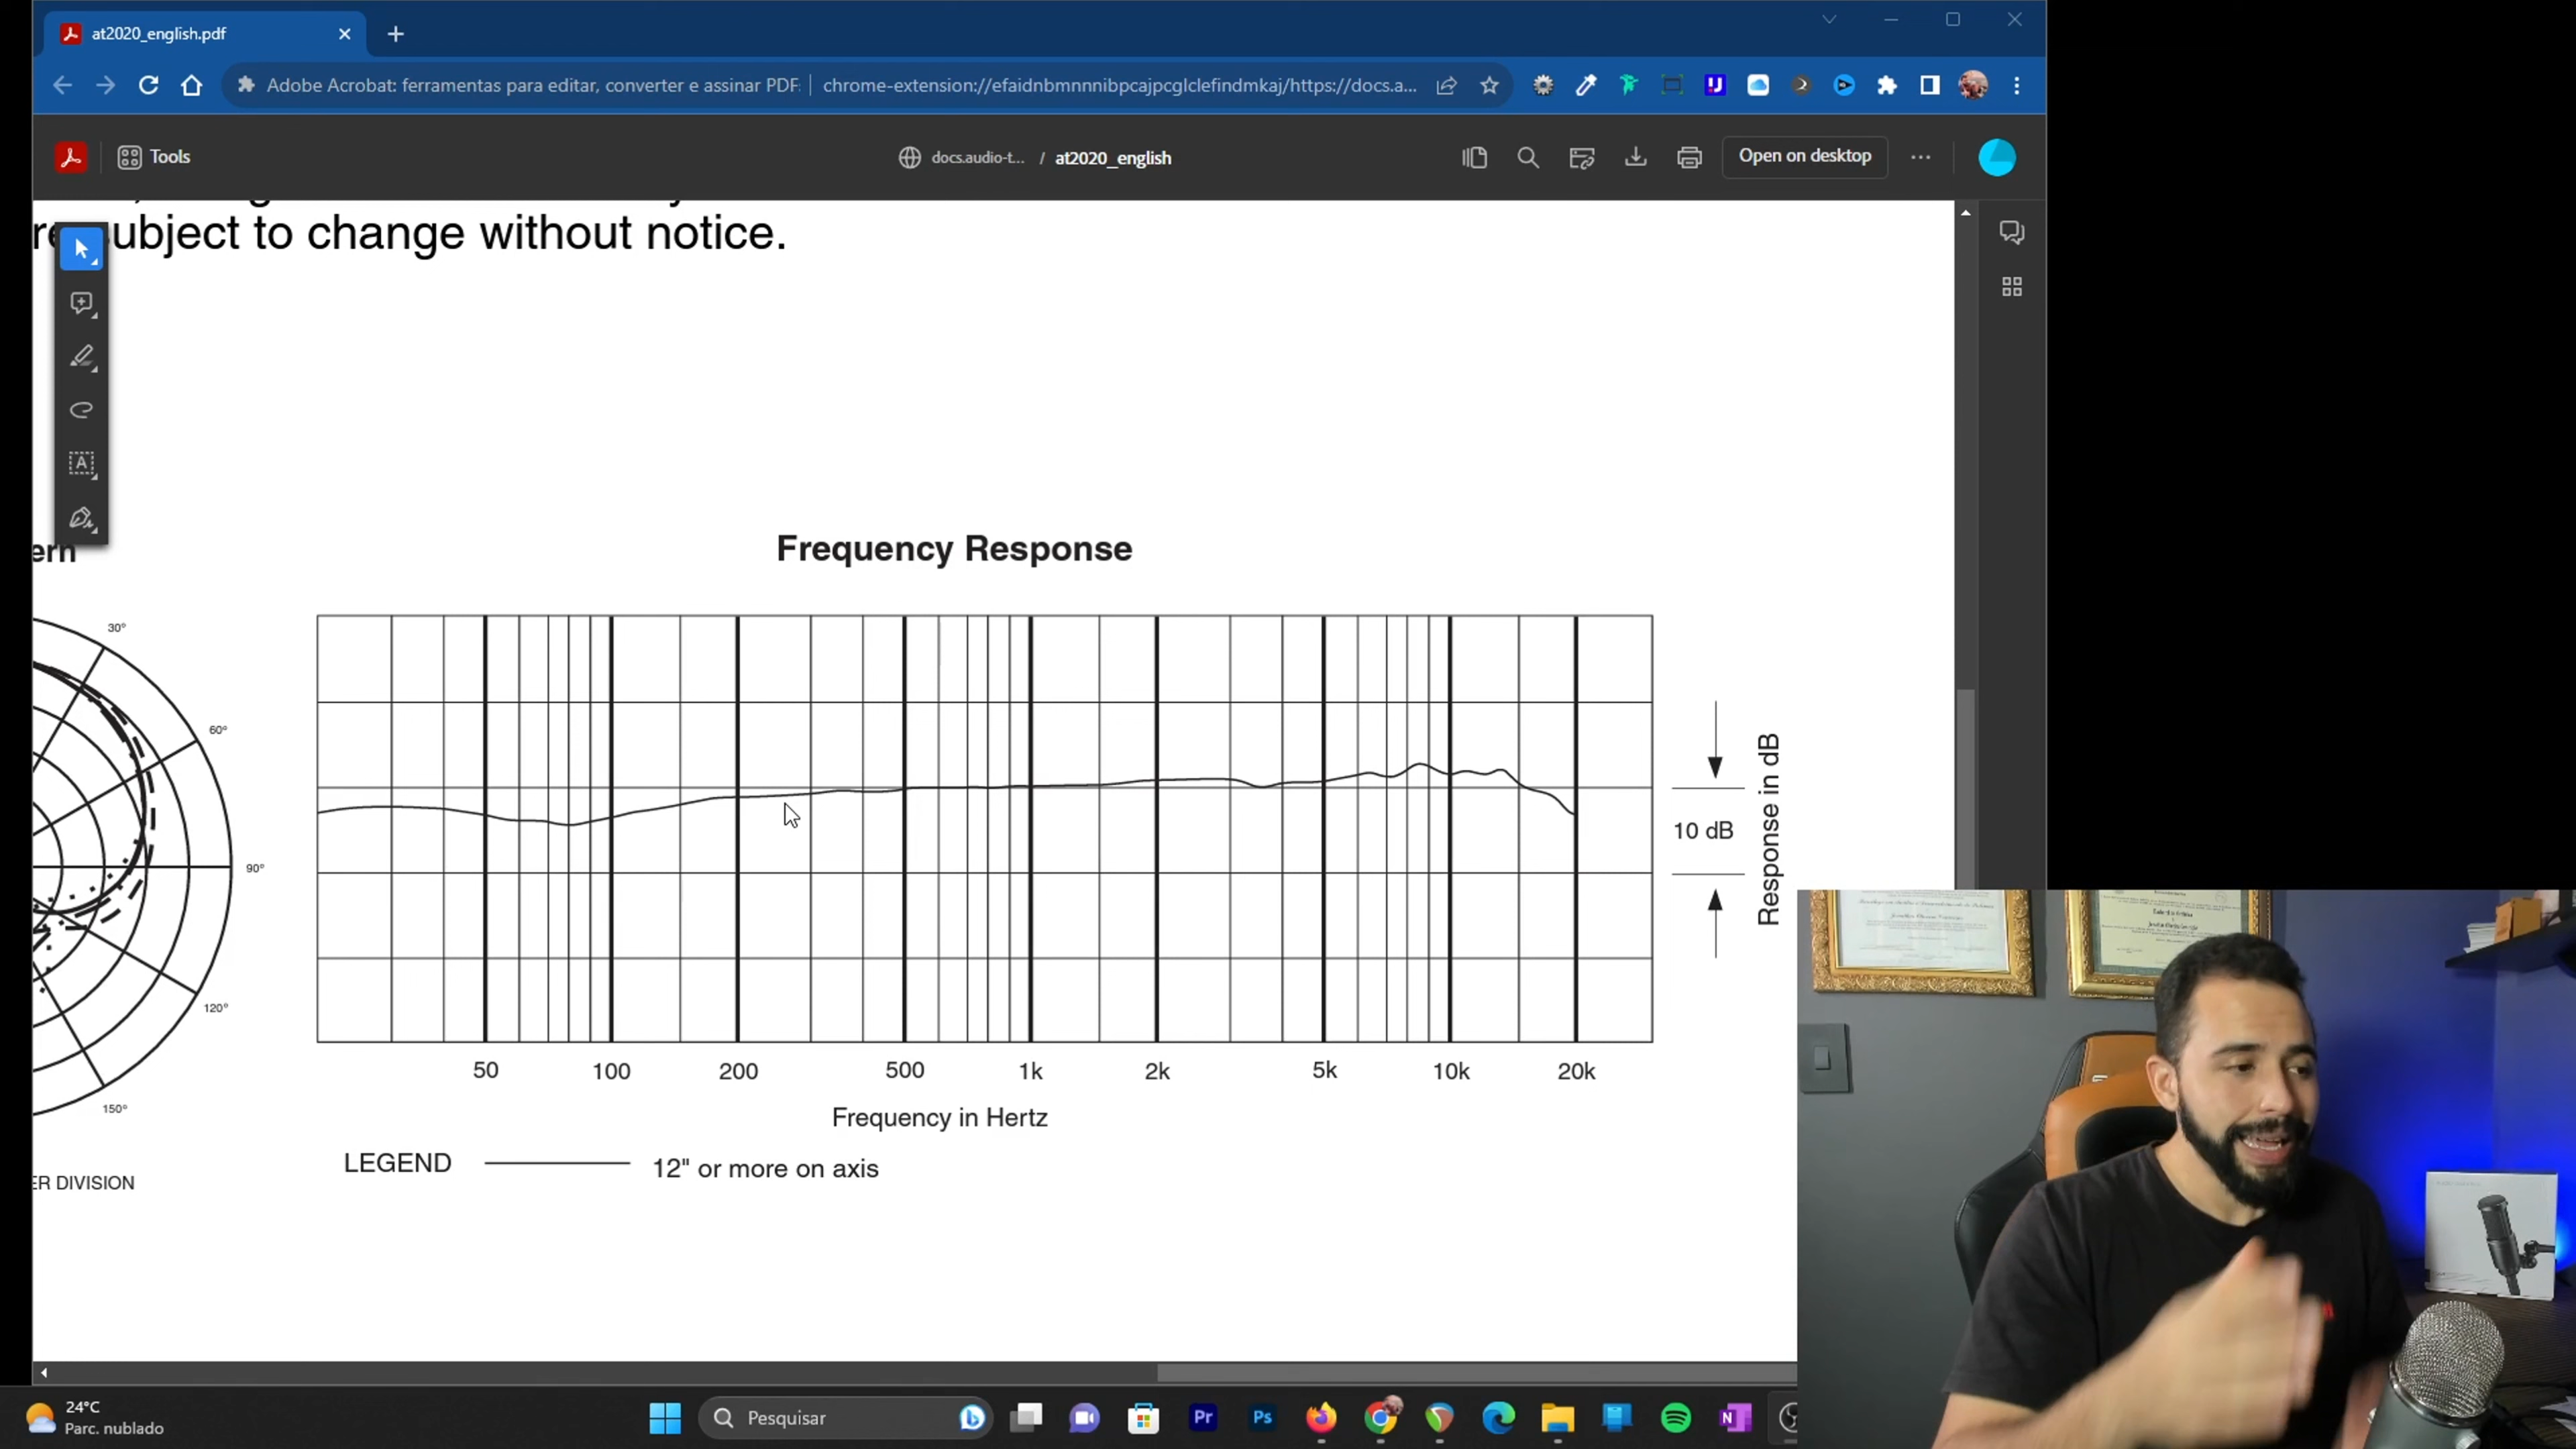 at2020_english.pdf
Adobe Acrobat: ferramentas para editar, converter e assinar PDF. | chrome-extension://efaidnbmnnnibpcajpcglclefindmkaj/https://docs.a...
Tools
docs.audio-t... / at2020_english
Open on desktop
subject to change without notice.
ern
Frequency Response
30°
60°
90°
120°
150°
10 dB
Response in dB
50 100 200 500 1k 2k 5k 10k 20k
Frequency in Hertz
LEGEND 12" or more on axis
ER DIVISION
24°C
Parc. nublado
Pesquisar
Pr
Ps
N